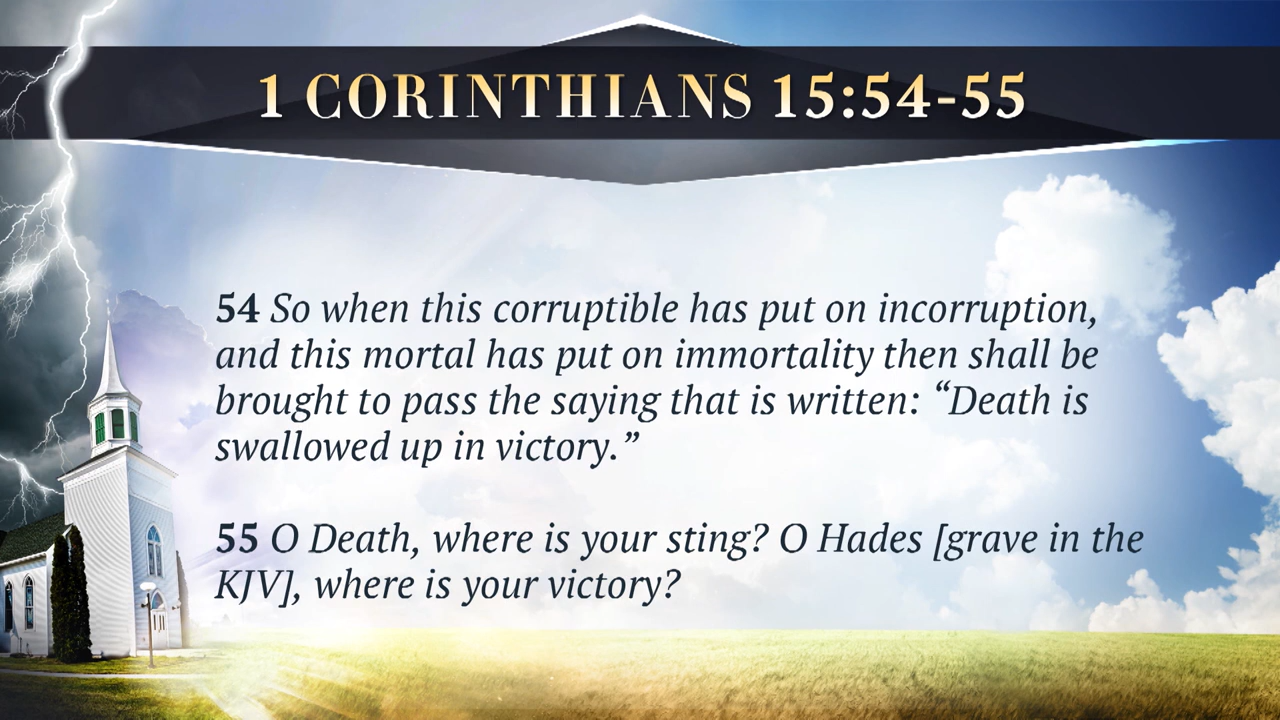 1 CORINTHIANS 15:54-55
54 So when this corruptible has put on incorruption,
and this mortal has put on immortality then shall be
brought to pass the saying that is written: “Death is
swallowed up in victory.”
55 O Death, where is your sting? O Hades [grave in the
KJV], where is your victory?